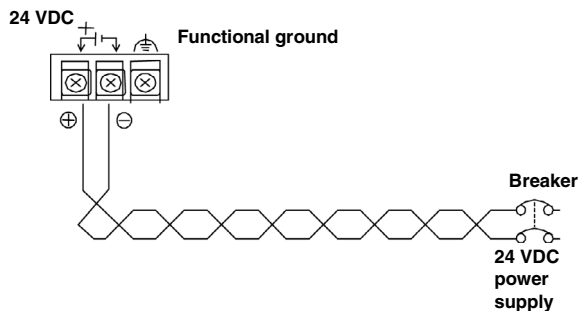 24 VDC
+
Functional ground
⊕ ⊖
Breaker
24 VDC
power
supply